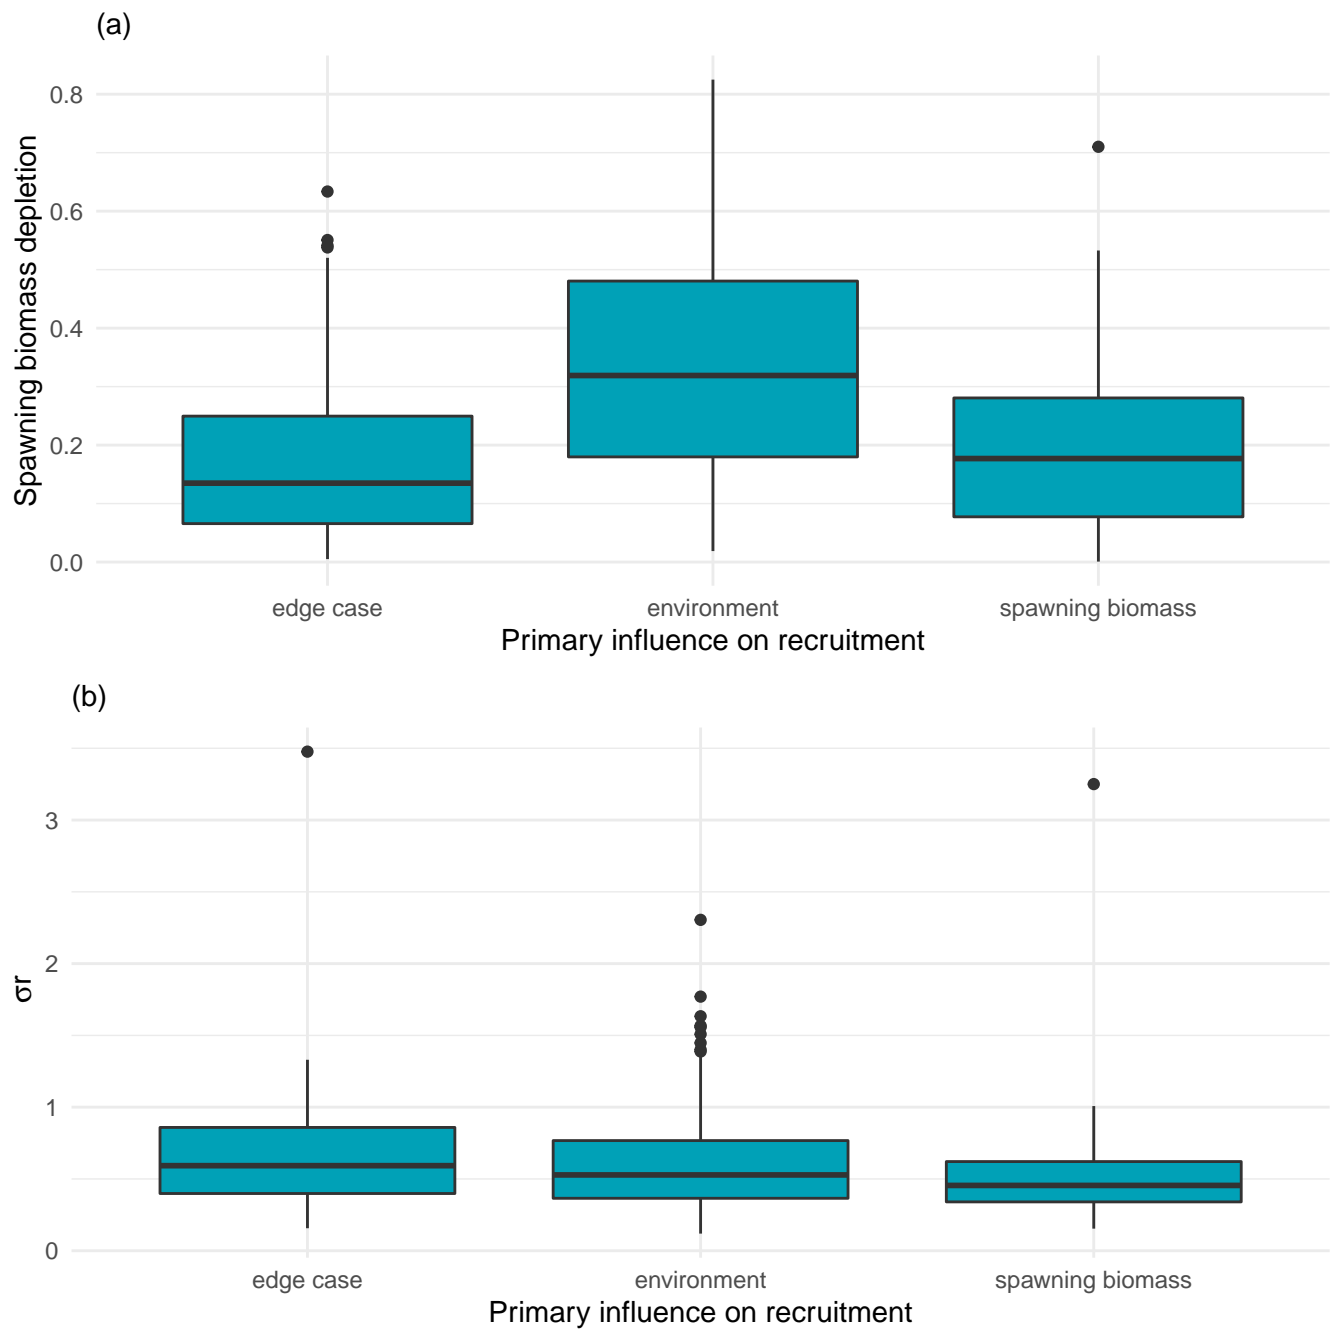 (a)
Spawning biomass depletion
0.8
0.6
0.4
0.2
0.0
edge case environment spawning biomass
Primary influence on recruitment
(b)
σr
3
2
1
0
edge case environment spawning biomass
Primary influence on recruitment